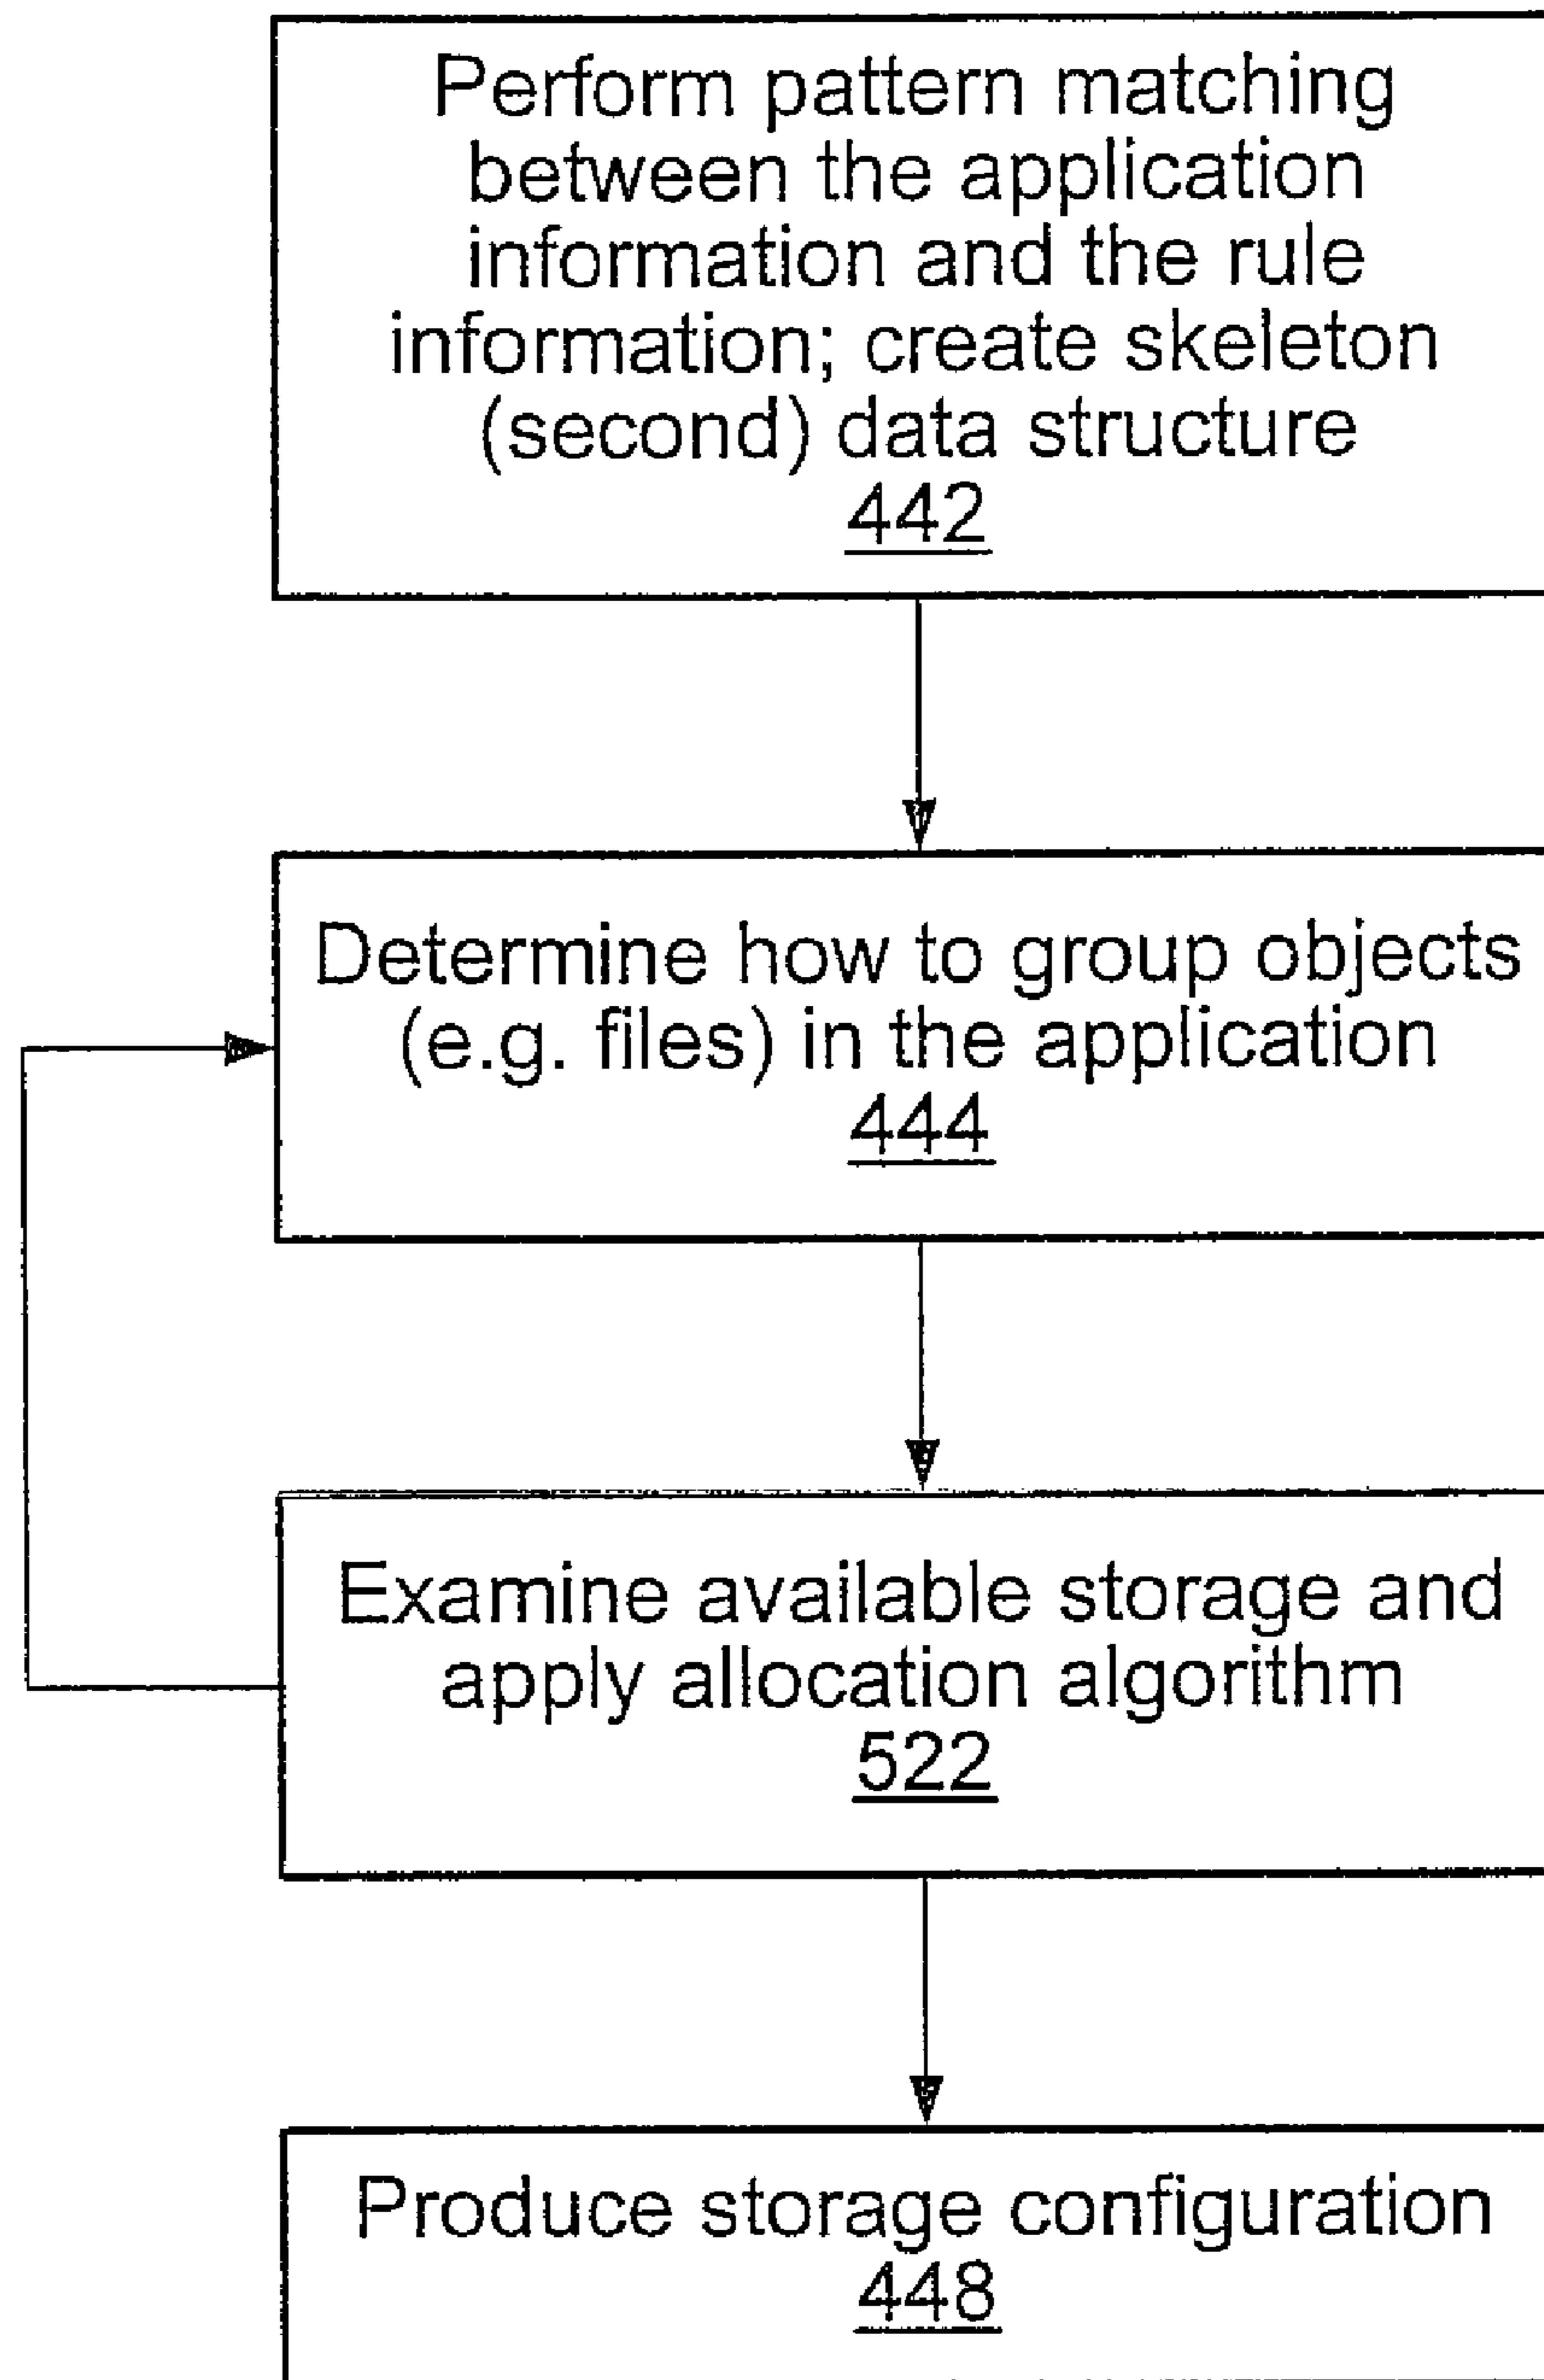 Perform pattern matching
between the application
information and the rule
information; create skeleton
(second) data structure
442
Determine how to group objects
(e.g. files) in the application
444
Examine available storage and
apply allocation algorithm
522
Produce storage configuration
448